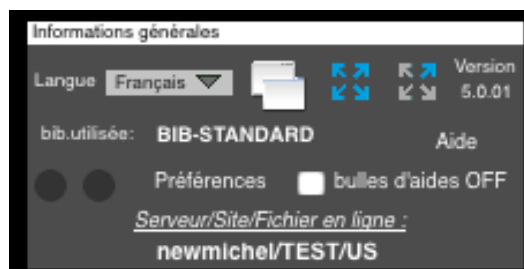 Informations générales
Langue Français Version
5.0.01
bib.utilisée: BIB-STANDARD Aide
Préférences bulles d'aides OFF
Serveur/Site/Fichier en ligne :
newmichel/TEST/US